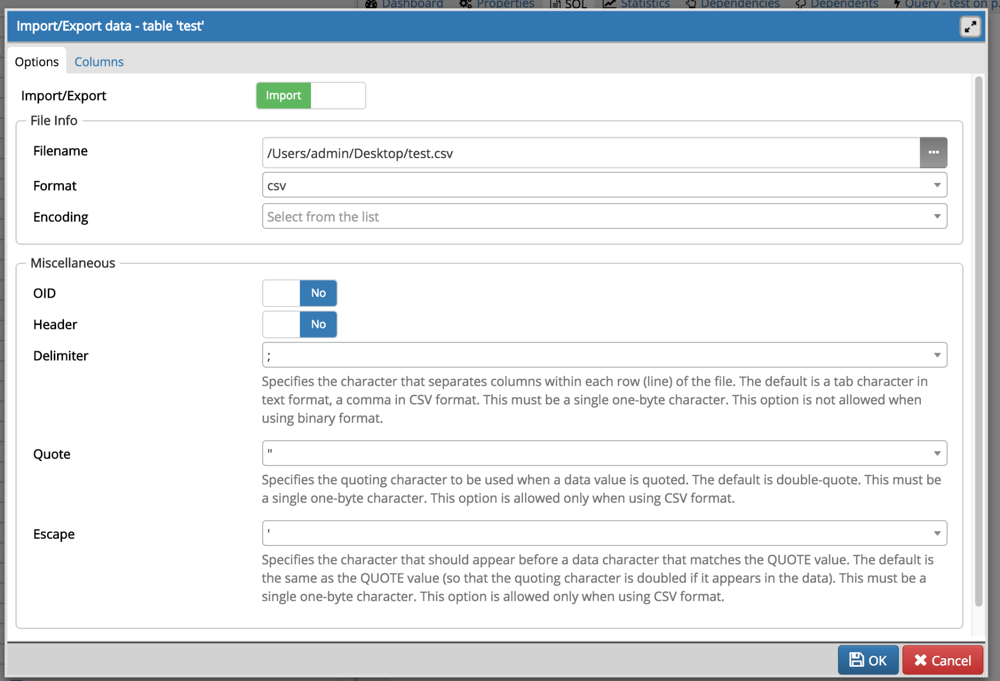 Dashboard Properties SQL Statistics Dependencies Dependents Query - test on p.
Import/Export data - table 'test'
Options Columns
Import/Export Import
File Info
Filename /Users/admin/Desktop/test.csv
Format csv
Encoding Select from the list
Miscellaneous
OID No
Header No
Delimiter ;
Specifies the character that separates columns within each row (line) of the file. The default is a tab character in
text format, a comma in CSV format. This must be a single one-byte character. This option is not allowed when
using binary format.
Quote "
Specifies the quoting character to be used when a data value is quoted. The default is double-quote. This must be
a single one-byte character. This option is allowed only when using CSV format.
Escape '
Specifies the character that should appear before a data character that matches the QUOTE value. The default is
the same as the QUOTE value (so that the quoting character is doubled if it appears in the data). This must be a
single one-byte character. This option is allowed only when using CSV format.
OK Cancel